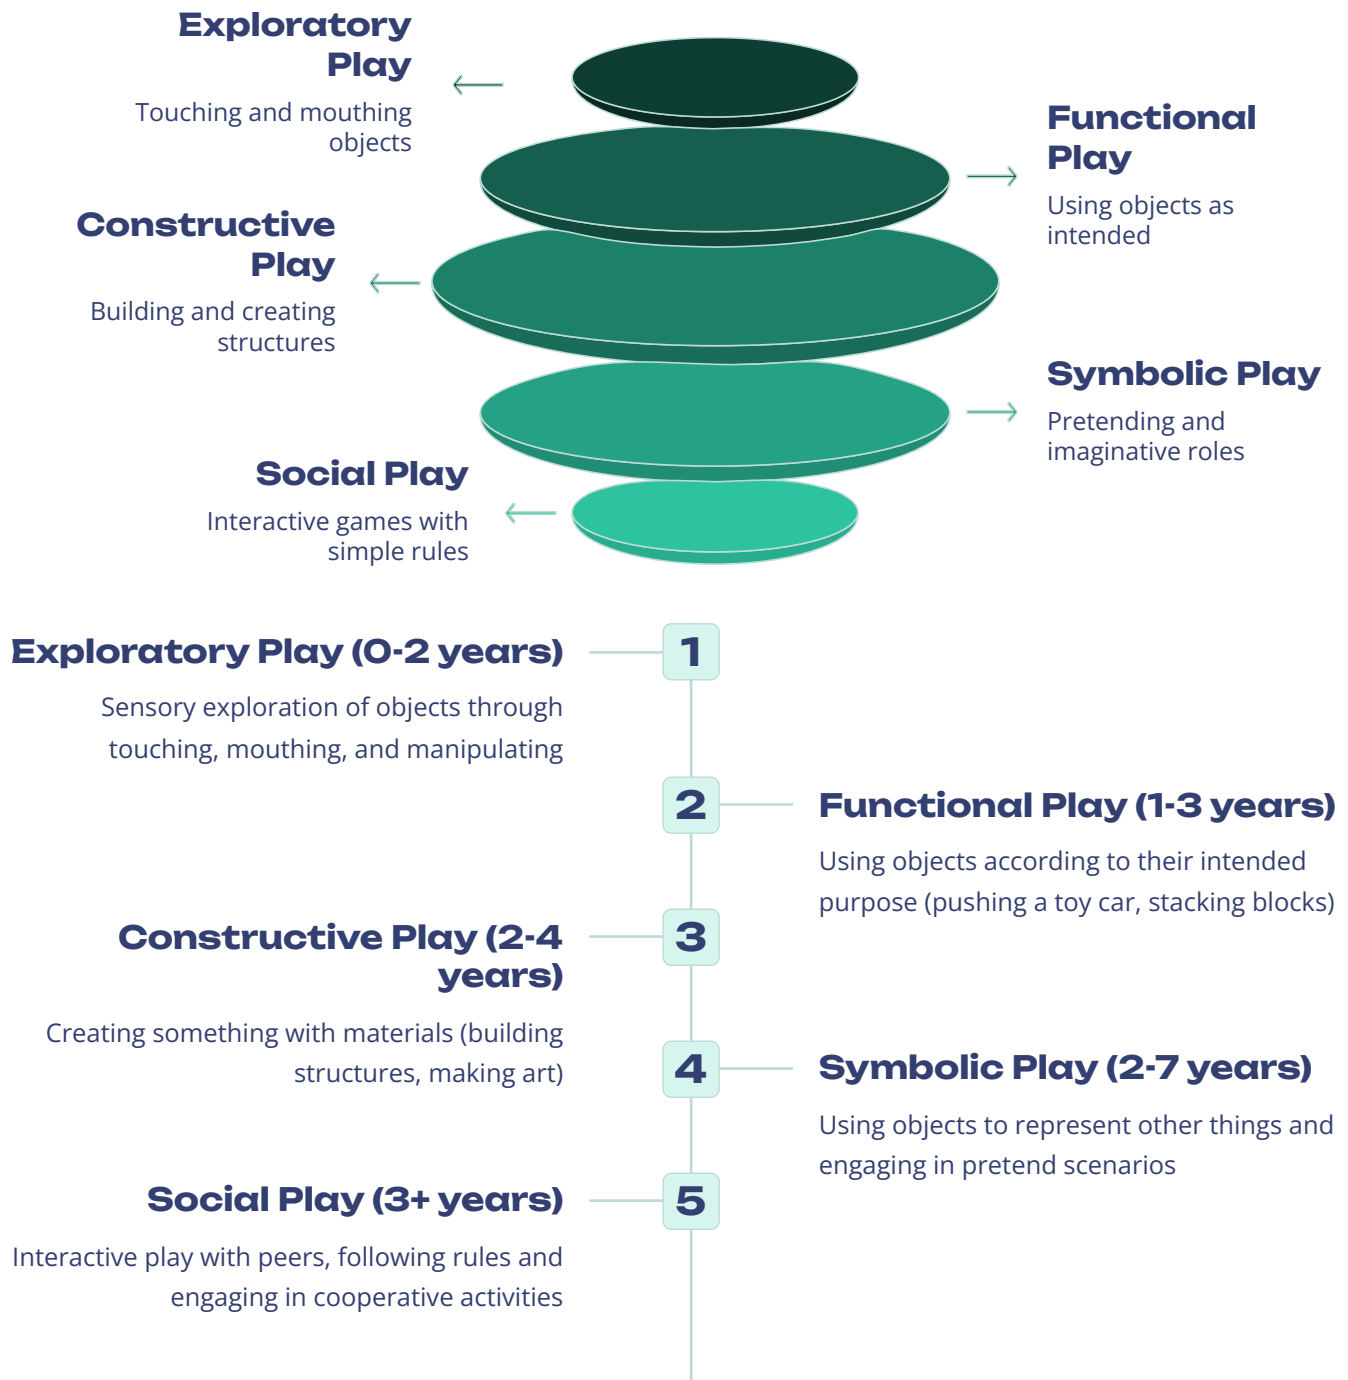 Exploratory
Play
Touching and mouthing
objects
Functional
Play
Using objects as
intended
Constructive
Play
Building and creating
structures
Symbolic Play
Pretending and
imaginative roles
Social Play
Interactive games with
simple rules
Exploratory Play (0-2 years)
1
Sensory exploration of objects through
touching, mouthing, and manipulating
2
Functional Play (1-3 years)
Using objects according to their intended
purpose (pushing a toy car, stacking blocks)
Constructive Play (2-4
years)
3
Creating something with materials (building
structures, making art)
4
Symbolic Play (2-7 years)
Using objects to represent other things and
engaging in pretend scenarios
Social Play (3+ years)
5
Interactive play with peers, following rules and
engaging in cooperative activities